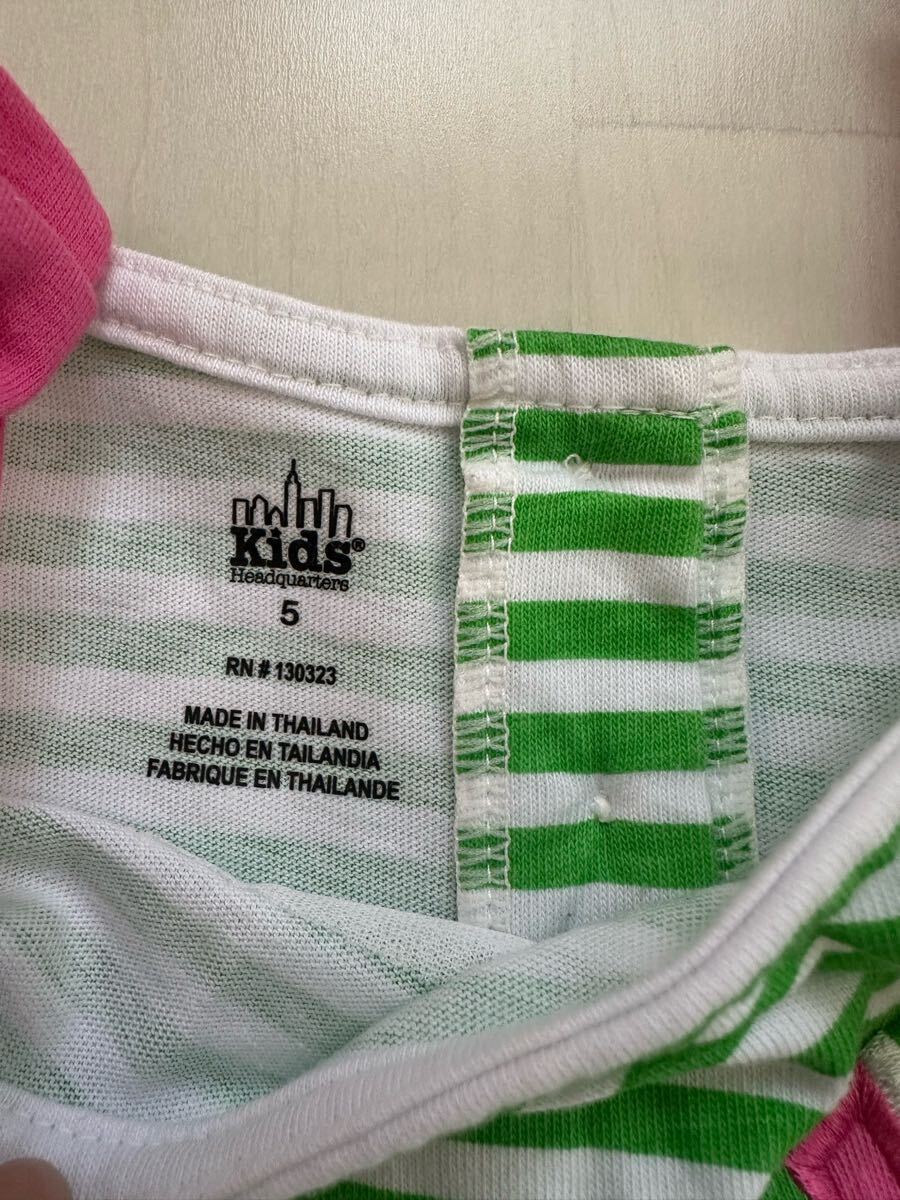 Kids®
Headquarters
5
RN # 130323
MADE IN THAILAND
HECHO EN TAILANDIA
FABRIQUE EN THAILANDE